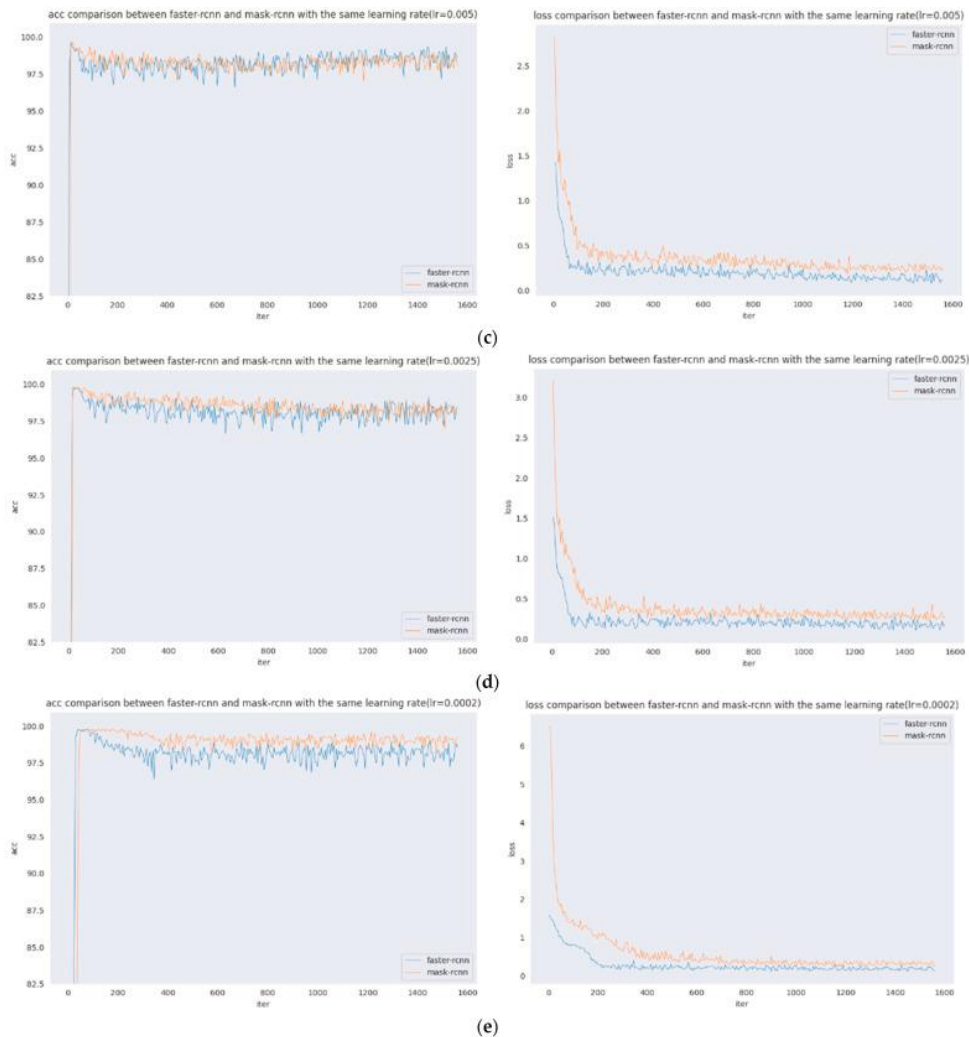 acc comparison between faster-rcnn and mask-rcnn with the same learning rate(lr=0.005)
100.0
97.5
95.0
92.5
90.0
87.5
85.0
82.5
acc
0 200 400 600 800 1000 1200 1400 1600
iter
faster-rcnn
mask-rcnn
loss comparison between faster-rcnn and mask-rcnn with the same learning rate(lr=0.005)
2.5
2.0
1.5
1.0
0.5
0.0
loss
0 200 400 600 800 1000 1200 1400 1600
iter
faster-rcnn
mask-rcnn
(c)
acc comparison between faster-rcnn and mask-rcnn with the same learning rate(lr=0.0025)
100.0
97.5
95.0
92.5
90.0
87.5
85.0
82.5
acc
0 200 400 600 800 1000 1200 1400 1600
iter
faster-rcnn
mask-rcnn
loss comparison between faster-rcnn and mask-rcnn with the same learning rate(lr=0.0025)
3.0
2.5
2.0
1.5
1.0
0.5
0.0
loss
0 200 400 600 800 1000 1200 1400 1600
iter
faster-rcnn
mask-rcnn
(d)
acc comparison between faster-rcnn and mask-rcnn with the same learning rate(lr=0.0002)
100.0
97.5
95.0
92.5
90.0
87.5
85.0
82.5
acc
0 200 400 600 800 1000 1200 1400 1600
iter
faster-rcnn
mask-rcnn
loss comparison between faster-rcnn and mask-rcnn with the same learning rate(lr=0.0002)
6
5
4
3
2
1
0
loss
0 200 400 600 800 1000 1200 1400 1600
iter
faster-rcnn
mask-rcnn
(e)